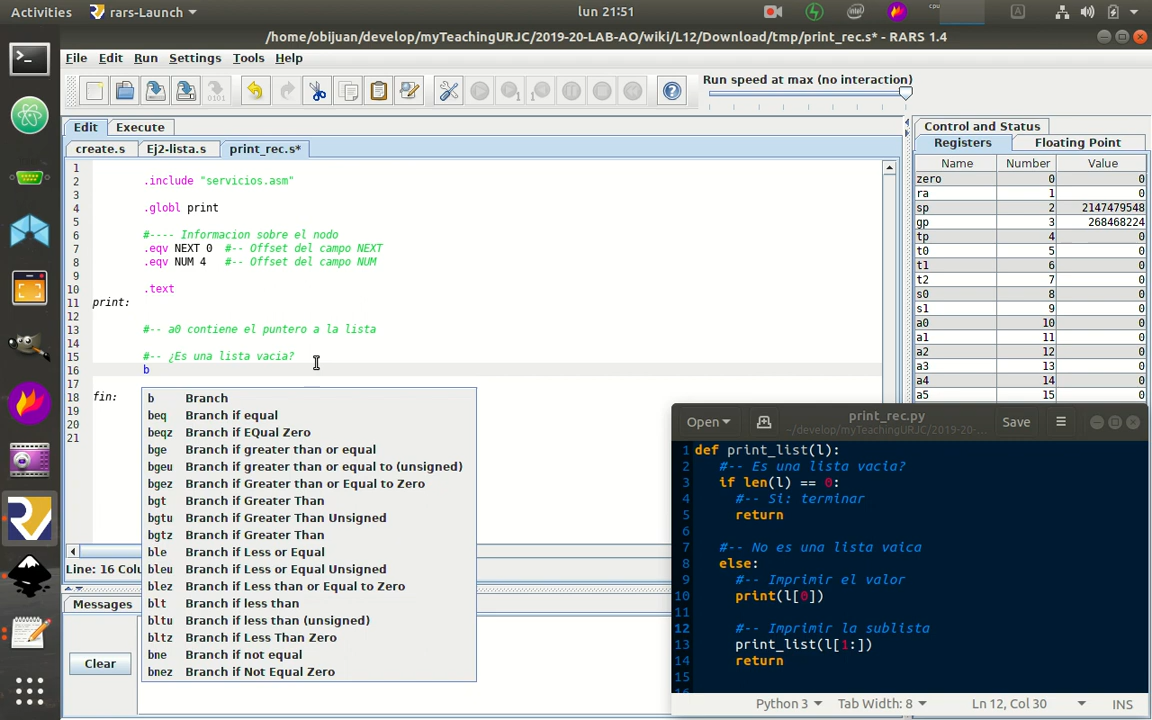 Activities rars-Launch lun 21:51 cpu A
/home/obijuan/develop/myTeachingURJC/2019-20-LAB-AO/wiki/L12/Download/tmp/print_rec.s* - RARS 1.4
File Edit Run Settings Tools Help
Run speed at max (no interaction)
Edit Execute
create.s Ej2-lista.s print_rec.s*
1
2 .include "servicios.asm"
3
4 .globl print
5
6 #---- Informacion sobre el nodo
7 .eqv NEXT 0 #-- Offset del campo NEXT
8 .eqv NUM 4 #-- Offset del campo NUM
9
10 .text
11 print:
12
13 #-- a0 contiene el puntero a la lista
14
15 #-- ¿Es una lista vacia?
16 b
17
18 fin:
19
20
21
b Branch
beq Branch if equal
beqz Branch if EQual Zero
bge Branch if greater than or equal
bgeu Branch if greater than or equal to (unsigned)
bgez Branch if Greater than or Equal to Zero
bgt Branch if Greater Than
bgtu Branch if Greater Than Unsigned
bgtz Branch if Greater Than
ble Branch if Less or Equal
bleu Branch if Less or Equal Unsigned
blez Branch if Less than or Equal to Zero
blt Branch if less than
bltu Branch if less than (unsigned)
bltz Branch if Less Than Zero
bne Branch if not equal
bnez Branch if Not Equal Zero
Messages
Clear
Control and Status
Registers Floating Point
Name Number Value
zero 0 0
ra 1 0
sp 2 2147479548
gp 3 268468224
tp 4 0
t0 5 0
t1 6 0
t2 7 0
s0 8 0
s1 9 0
a0 10 0
a1 11 0
a2 12 0
a3 13 0
a4 14 0
a5 15 0
Open print_rec.py Save
~/develop/myTeachingURJC/2019-20-...
1 def print_list(l):
2 #-- Es una lista vacia?
3 if len(l) == 0:
4 #-- Si: terminar
5 return
6
7 #-- No es una lista vaica
8 else:
9 #-- Imprimir el valor
10 print(l[0])
11
12 #-- Imprimir la sublista
13 print_list(l[1:])
14 return
15
Python 3 Tab Width: 8 Ln 12, Col 30 INS